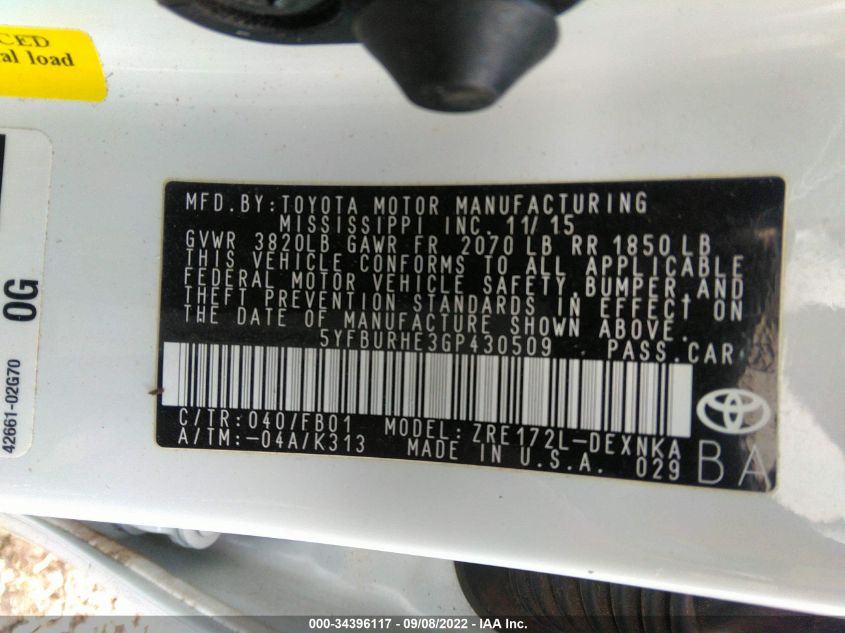 CED
al load
0G
42661-02G70
MFD.BY:TOYOTA MOTOR MANUFACTURING
MISSISSIPPI INC. 11/15
GVWR 3820LB GAWR FR 2070 LB RR 1850 LB
THIS VEHICLE CONFORMS TO ALL APPLICABLE
FEDERAL MOTOR VEHICLE SAFETY,BUMPER,AND
THEFT PREVENTION STANDARDS IN EFFECT ON
THE DATE OF MANUFACTURE SHOWN ABOVE.
5YFBURHE3GP430509 PASS.CAR
C/TR:040/FB01 MODEL:ZRE172L-DEXNKA
A/TM:-04A/K313 MADE IN U.S.A. 029
BA
000-34396117 - 09/08/2022 - IAA Inc.